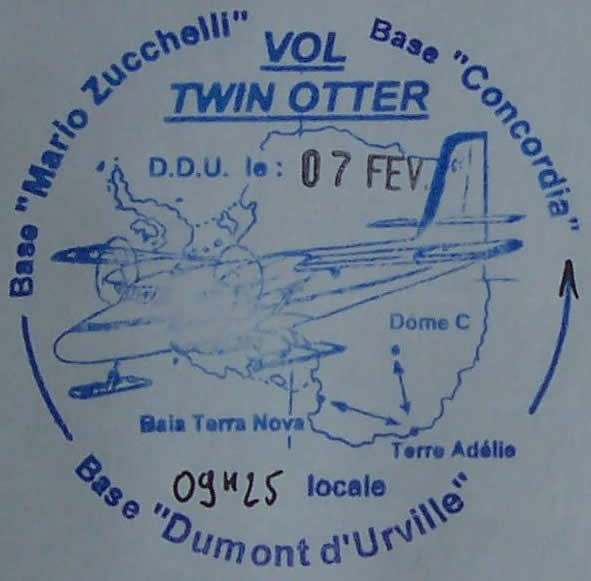 Base "Mario Zucchelli"
Base "Concordia"
VOL
TWIN OTTER
D.D.U. le : 07 FEV.
Dome C
Baia Terra Nova
Terre Adélie
09H25 locale
Base "Dumont d'Urville"